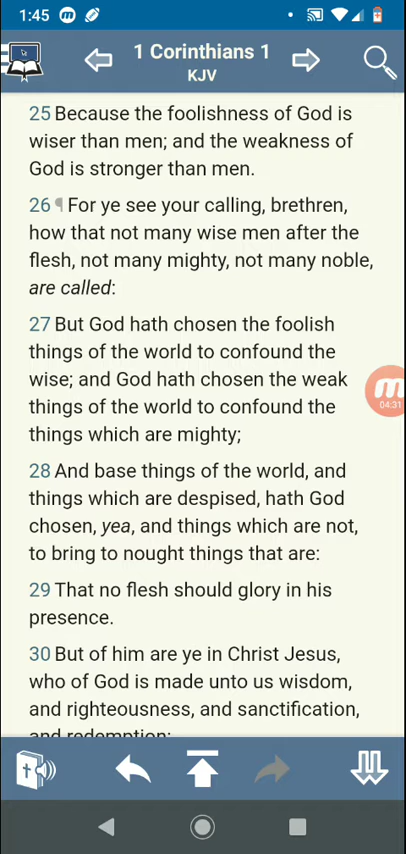 1:45
1 Corinthians 1
KJV
25 Because the foolishness of God is
wiser than men; and the weakness of
God is stronger than men.
26 ¶ For ye see your calling, brethren,
how that not many wise men after the
flesh, not many mighty, not many noble,
are called:
27 But God hath chosen the foolish
things of the world to confound the
wise; and God hath chosen the weak
things of the world to confound the
things which are mighty;
04:31
28 And base things of the world, and
things which are despised, hath God
chosen, yea, and things which are not,
to bring to nought things that are:
29 That no flesh should glory in his
presence.
30 But of him are ye in Christ Jesus,
who of God is made unto us wisdom,
and righteousness, and sanctification,
and redemption: